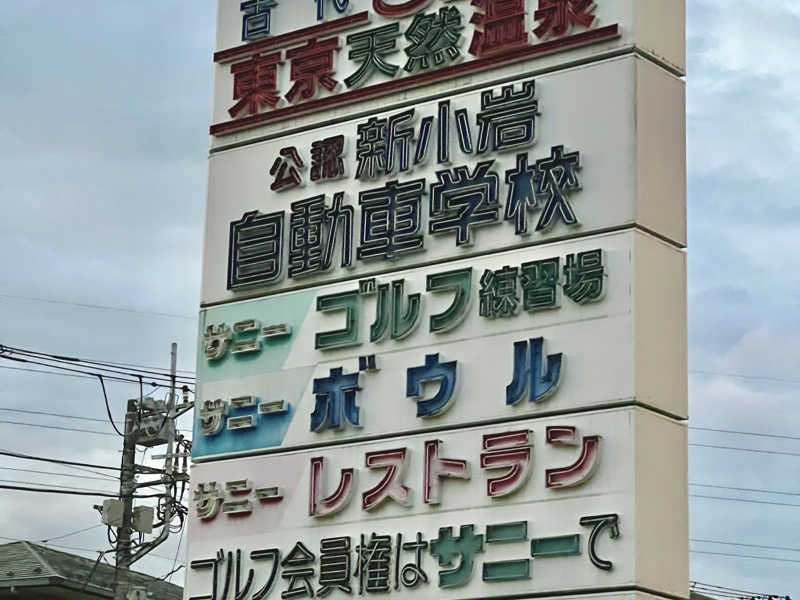 古代
東京天然温泉
公認 新小岩
自動車学校
サニー ゴルフ練習場
サニー ボウル
サニー レストラン
ゴルフ会員権はサニーで